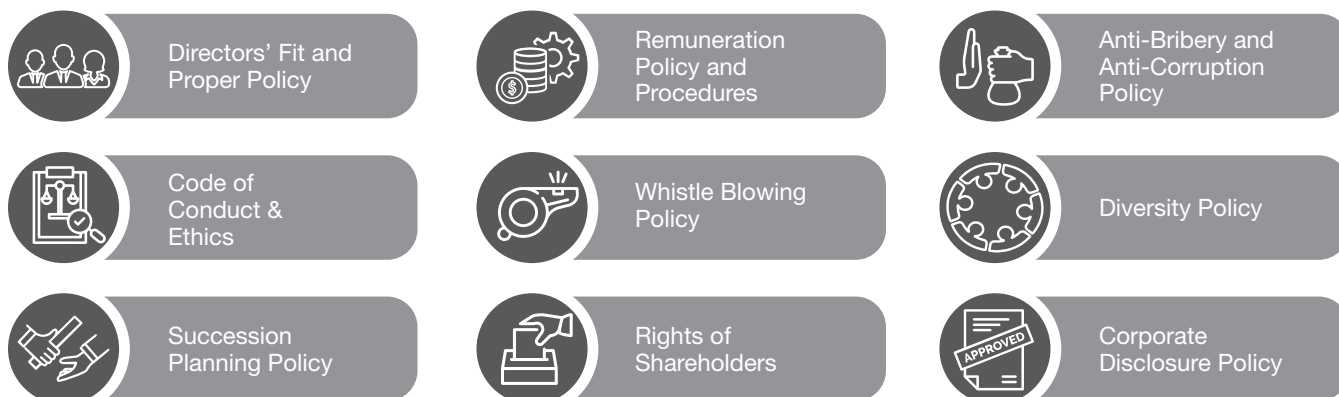 Directors' Fit and
Proper Policy
Remuneration
Policy and
Procedures
$
Anti-Bribery and
Anti-Corruption
Policy
Code of
Conduct &
Ethics
Whistle Blowing
Policy
Diversity Policy
Succession
Planning Policy
Rights of
Shareholders
APPROVED
Corporate
Disclosure Policy